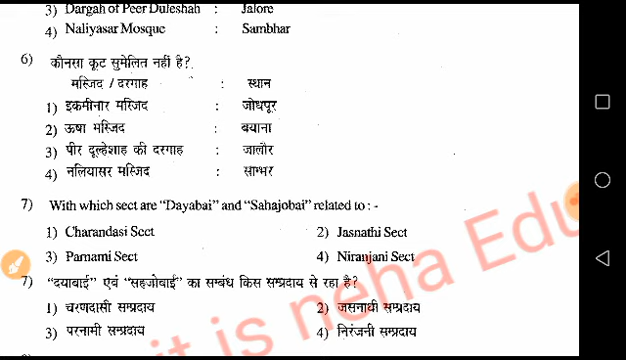 3) Dargah of Peer Duleshah : Jalore
4) Naliyasar Mosque : Sambhar
6) कौनसा कूट सुमेलित नहीं है?
मस्जिद / दरगाह : स्थान
1) इकमीनार मस्जिद : जोधपुर
2) ऊषा मस्जिद : बयाना
3) पीर दूल्हेशाह की दरगाह : जालौर
4) नलियासर मस्जिद : साम्भर
7) With which sect are “Dayabai” and “Sahajobai” related to : -
1) Charandasi Sect 2) Jasnathi Sect
3) Parnami Sect 4) Niranjani Sect
7) “दयाबाई” एवं “सहजोबाई” का सम्बंध किस सम्प्रदाय से रहा है?
1) चरणदासी सम्प्रदाय 2) जसनाथी सम्प्रदाय
3) परनामी सम्प्रदाय 4) निरंजनी सम्प्रदाय
it is neha Edu